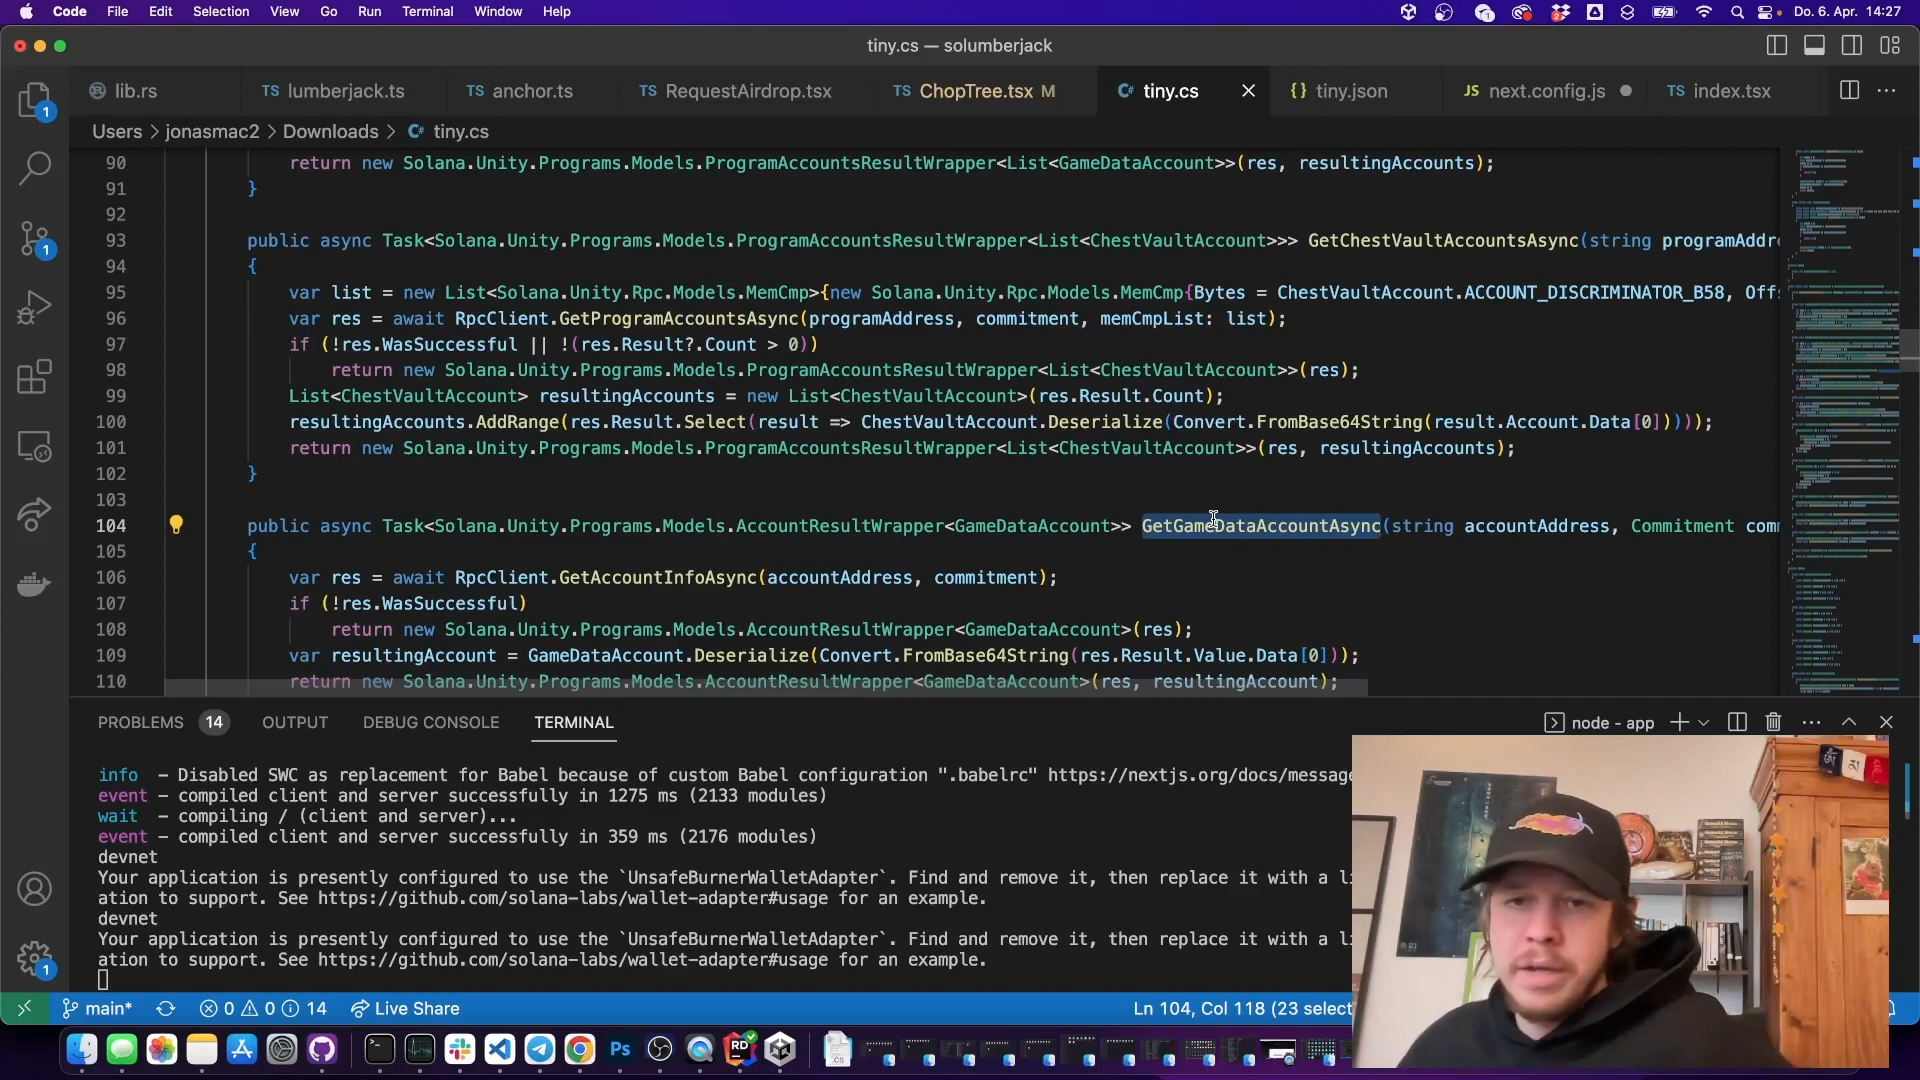 Code File Edit Selection View Go Run Terminal Window Help Do. 6. Apr. 14:27
tiny.cs — solumberjack
lib.rs TS lumberjack.ts TS anchor.ts TS RequestAirdrop.tsx TS ChopTree.tsx M tiny.cs {} tiny.json JS next.config.js TS index.tsx
Users > jonasmac2 > Downloads > tiny.cs
90 return new Solana.Unity.Programs.Models.ProgramAccountsResultWrapper<List<GameDataAccount>>(res, resultingAccounts);
91 }
92
93 public async Task<Solana.Unity.Programs.Models.ProgramAccountsResultWrapper<List<ChestVaultAccount>>> GetChestVaultAccountsAsync(string programAddre
94 {
95 var list = new List<Solana.Unity.Rpc.Models.MemCmp>{new Solana.Unity.Rpc.Models.MemCmp{Bytes = ChestVaultAccount.ACCOUNT_DISCRIMINATOR_B58, Offs
96 var res = await RpcClient.GetProgramAccountsAsync(programAddress, commitment, memCmpList: list);
97 if (!res.WasSuccessful || !(res.Result?.Count > 0))
98 return new Solana.Unity.Programs.Models.ProgramAccountsResultWrapper<List<ChestVaultAccount>>(res);
99 List<ChestVaultAccount> resultingAccounts = new List<ChestVaultAccount>(res.Result.Count);
100 resultingAccounts.AddRange(res.Result.Select(result => ChestVaultAccount.Deserialize(Convert.FromBase64String(result.Account.Data[0]))));
101 return new Solana.Unity.Programs.Models.ProgramAccountsResultWrapper<List<ChestVaultAccount>>(res, resultingAccounts);
102 }
103
104 public async Task<Solana.Unity.Programs.Models.AccountResultWrapper<GameDataAccount>> GetGameDataAccountAsync(string accountAddress, Commitment com
105 {
106 var res = await RpcClient.GetAccountInfoAsync(accountAddress, commitment);
107 if (!res.WasSuccessful)
108 return new Solana.Unity.Programs.Models.AccountResultWrapper<GameDataAccount>(res);
109 var resultingAccount = GameDataAccount.Deserialize(Convert.FromBase64String(res.Result.Value.Data[0]));
110 return new Solana.Unity.Programs.Models.AccountResultWrapper<GameDataAccount>(res, resultingAccount);
PROBLEMS 14 OUTPUT DEBUG CONSOLE TERMINAL node - app
info - Disabled SWC as replacement for Babel because of custom Babel configuration ".babelrc" https://nextjs.org/docs/message
event - compiled client and server successfully in 1275 ms (2133 modules)
wait - compiling / (client and server)...
event - compiled client and server successfully in 359 ms (2176 modules)
devnet
Your application is presently configured to use the `UnsafeBurnerWalletAdapter`. Find and remove it, then replace it with a li
ation to support. See https://github.com/solana-labs/wallet-adapter#usage for an example.
devnet
Your application is presently configured to use the `UnsafeBurnerWalletAdapter`. Find and remove it, then replace it with a li
ation to support. See https://github.com/solana-labs/wallet-adapter#usage for an example.
main* 0 0 14 Live Share Ln 104, Col 118 (23 select
Ps RD